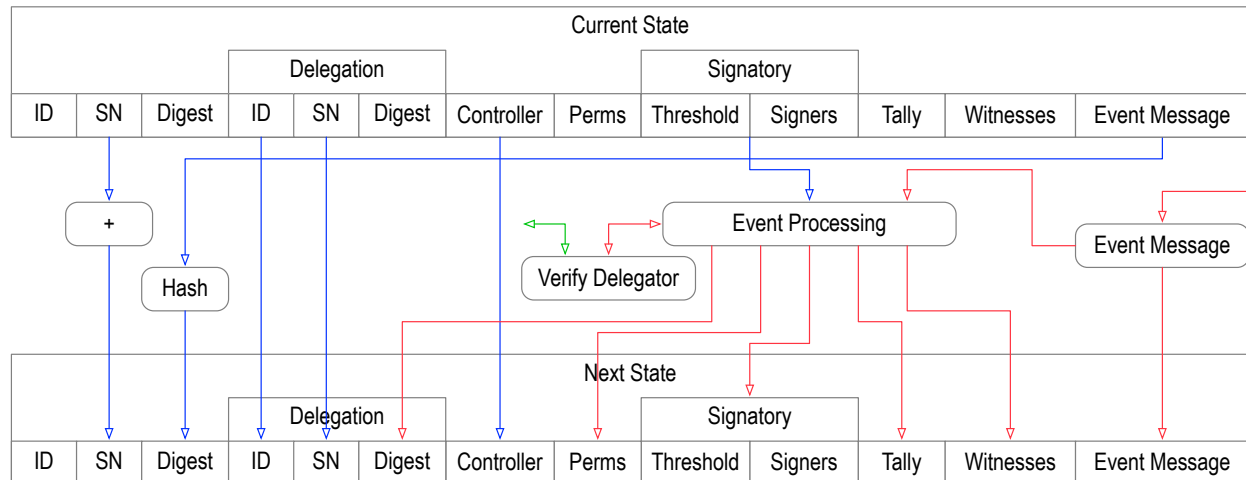 Current State
Delegation Signatory
ID SN Digest ID SN Digest Controller Perms Threshold Signers Tally Witnesses Event Message
+ Event Processing Event Message
Verify Delegator
Hash
Next State
Delegation Signatory
ID SN Digest ID SN Digest Controller Perms Threshold Signers Tally Witnesses Event Message